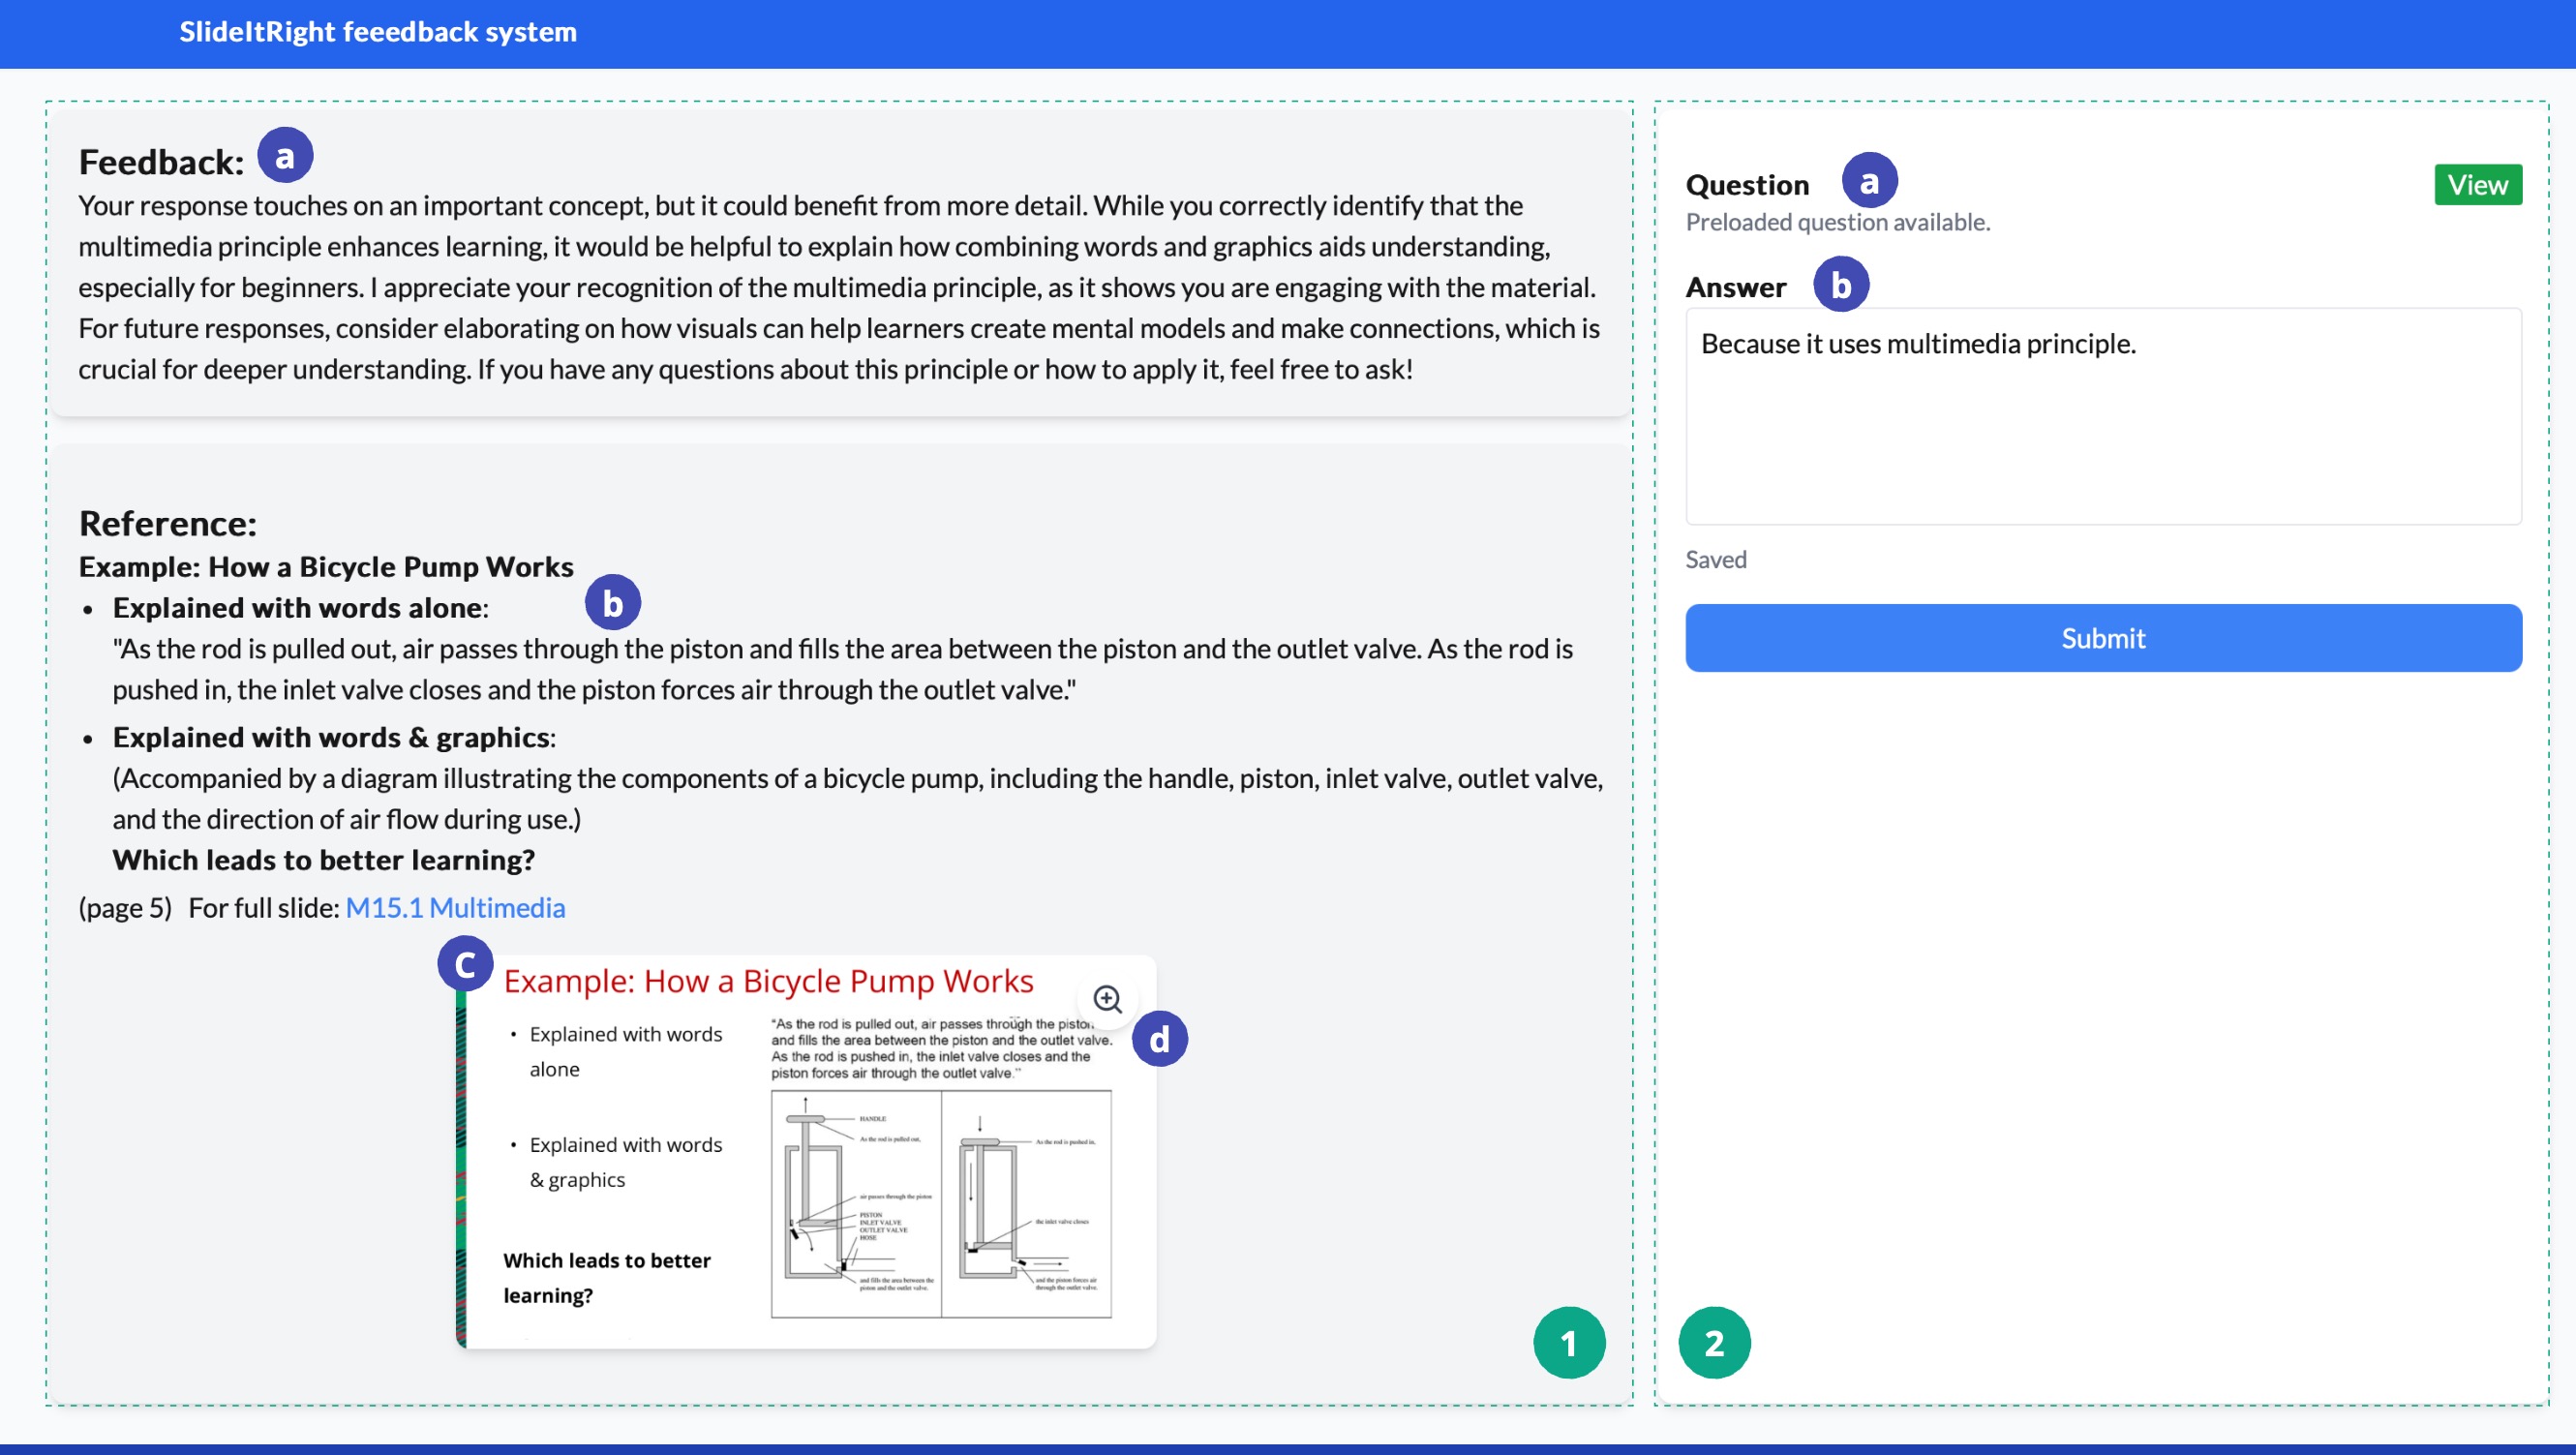 SlideItRight feeedback system
Feedback:
a
Your response touches on an important concept, but it could benefit from more detail. While you correctly identify that the
multimedia principle enhances learning, it would be helpful to explain how combining words and graphics aids understanding,
especially for beginners. I appreciate your recognition of the multimedia principle, as it shows you are engaging with the material.
For future responses, consider elaborating on how visuals can help learners create mental models and make connections, which is
crucial for deeper understanding. If you have any questions about this principle or how to apply it, feel free to ask!
Reference:
Example: How a Bicycle Pump Works
b
• Explained with words alone:
"As the rod is pulled out, air passes through the piston and fills the area between the piston and the outlet valve. As the rod is
pushed in, the inlet valve closes and the piston forces air through the outlet valve."
• Explained with words & graphics:
(Accompanied by a diagram illustrating the components of a bicycle pump, including the handle, piston, inlet valve, outlet valve,
and the direction of air flow during use.)
Which leads to better learning?
(page 5) For full slide: M15.1 Multimedia
c
Example: How a Bicycle Pump Works
d
• Explained with words
alone
• Explained with words
& graphics
Which leads to better
learning?
"As the rod is pulled out, air passes through the piston
and fills the area between the piston and the outlet valve.
As the rod is pushed in, the inlet valve closes and the
piston forces air through the outlet valve."
HANDLE
As the rod is pulled out,
air passes through the piston
PISTON
INLET VALVE
OUTLET VALVE
HOSE
and fills the area between the
piston and the outlet valve.
As the rod is pushed in,
the inlet valve closes
and the piston forces air
through the outlet valve.
1
Question
a
View
Preloaded question available.
Answer
b
Because it uses multimedia principle.
Saved
Submit
2